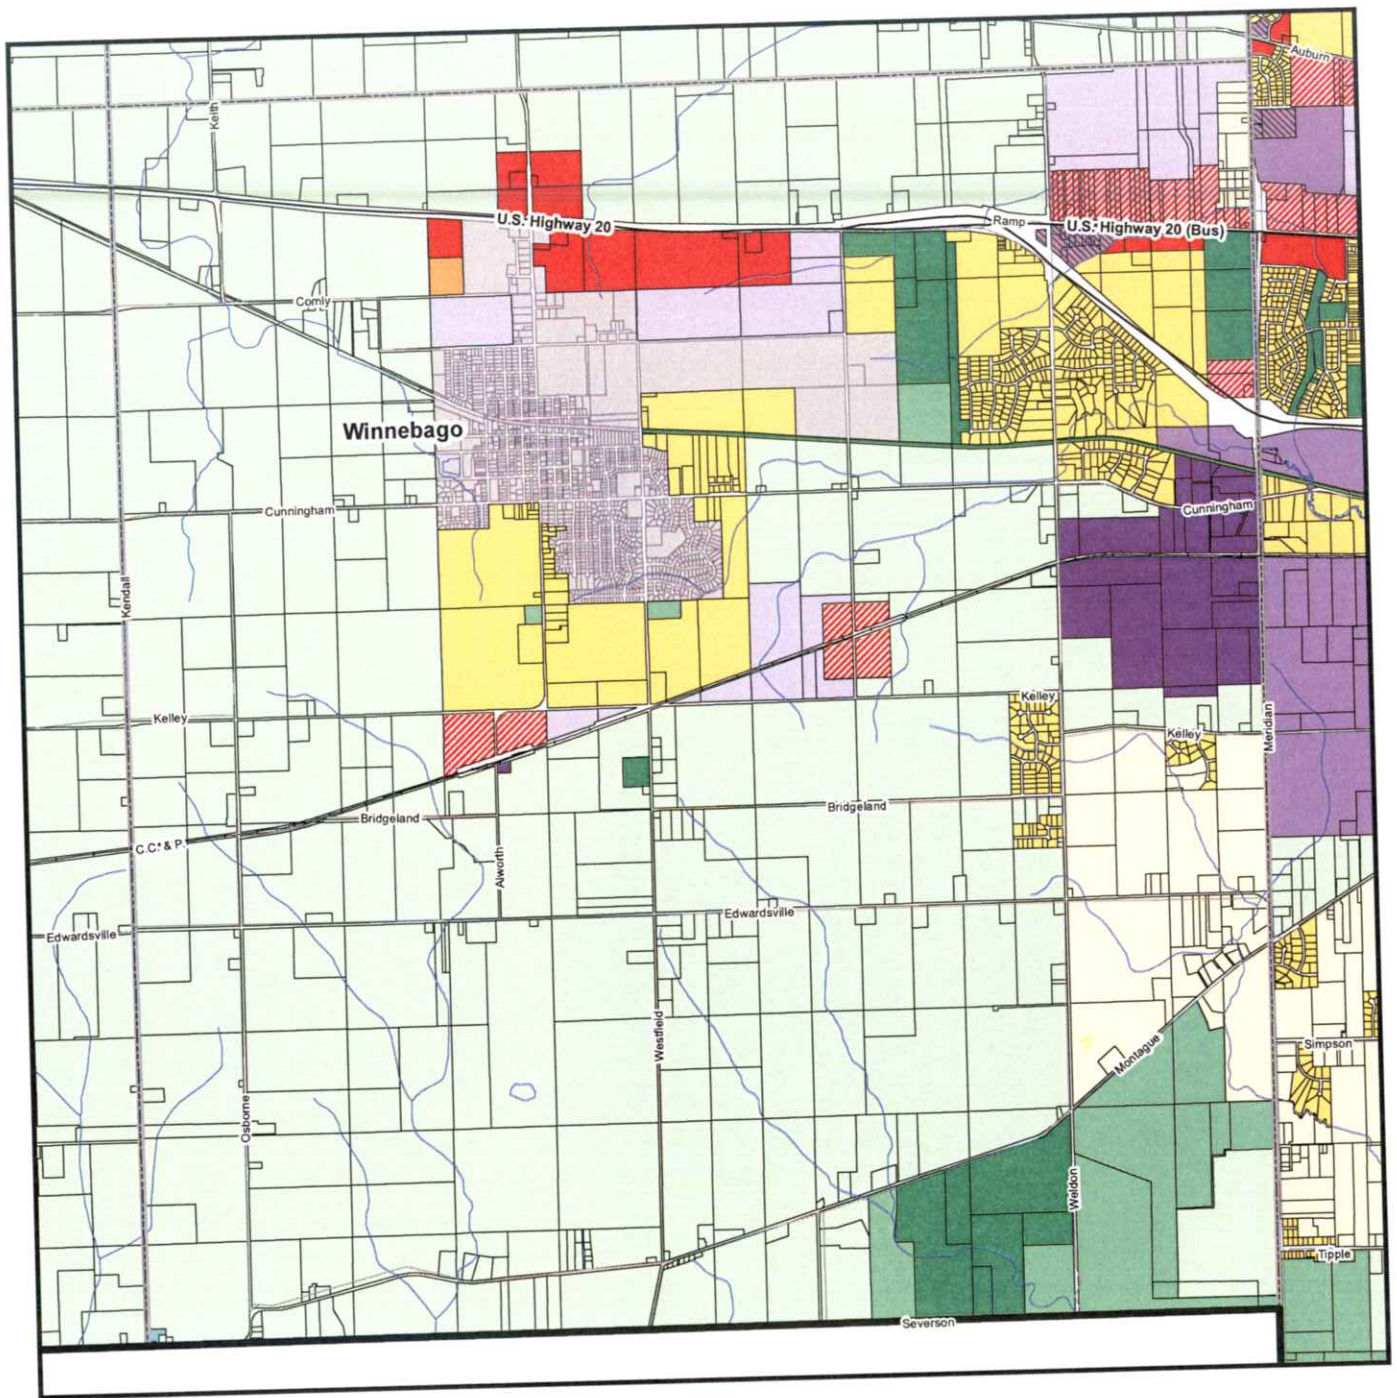 Auburn
Keith
U.S. Highway 20
Ramp
U.S. Highway 20 (Bus)
Comly
Winnebago
Cunningham
Cunningham
Kendall
Kelley
Kelley
Kelley
Meridian
Bridgeland
Bridgeland
C.C. & P.
Alworth
Edwardsville
Edwardsville
Westfield
Montague
Simpson
Osborne
Weldon
Tipple
Severson